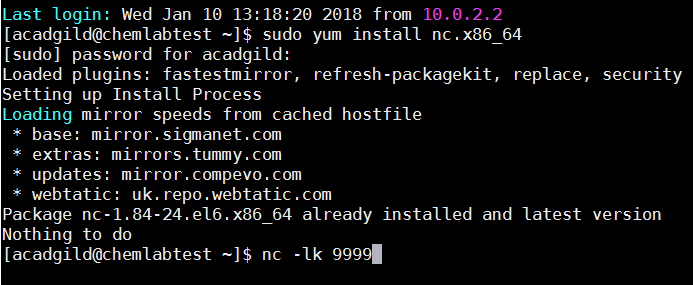 Last login: Wed Jan 10 13:18:20 2018 from 10.0.2.2
[acadgild@chemlabtest ~]$ sudo yum install nc.x86_64
[sudo] password for acadgild:
Loaded plugins: fastestmirror, refresh-packagekit, replace, security
Setting up Install Process
Loading mirror speeds from cached hostfile
 * base: mirror.sigmanet.com
 * extras: mirrors.tummy.com
 * updates: mirror.compevo.com
 * webtatic: uk.repo.webtatic.com
Package nc-1.84-24.el6.x86_64 already installed and latest version
Nothing to do
[acadgild@chemlabtest ~]$ nc -lk 9999